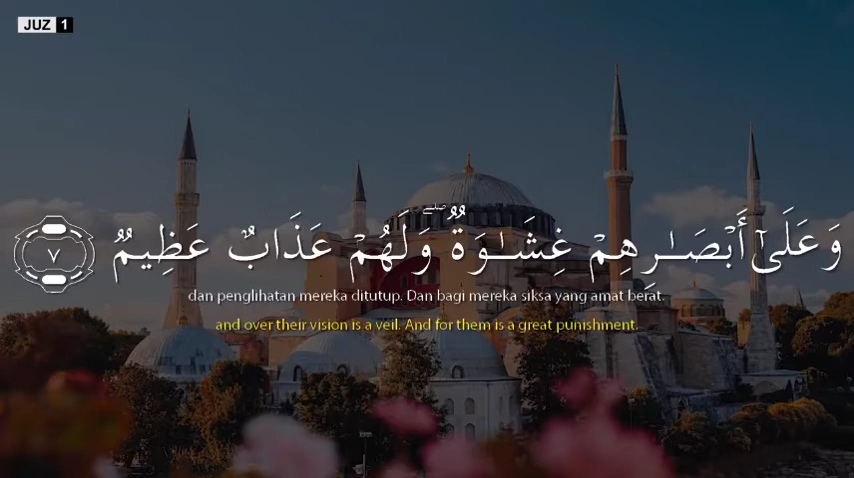 JUZ 1
وَعَلَىٰٓ أَبْصَـٰرِهِمْ غِشَـٰوَةٌۭ ۖ وَلَهُمْ عَذَابٌ عَظِيمٌۭ ٧
dan penglihatan mereka ditutup. Dan bagi mereka siksa yang amat berat.
and over their vision is a veil. And for them is a great punishment.